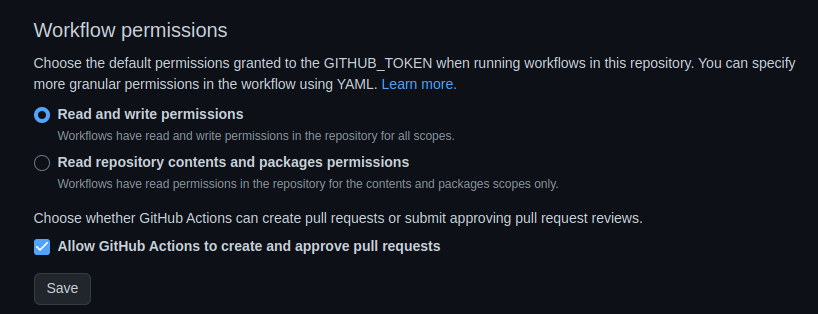 Workflow permissions
Choose the default permissions granted to the GITHUB_TOKEN when running workflows in this repository. You can specify
more granular permissions in the workflow using YAML. Learn more.
Read and write permissions
Workflows have read and write permissions in the repository for all scopes.
Read repository contents and packages permissions
Workflows have read permissions in the repository for the contents and packages scopes only.
Choose whether GitHub Actions can create pull requests or submit approving pull request reviews.
Allow GitHub Actions to create and approve pull requests
Save